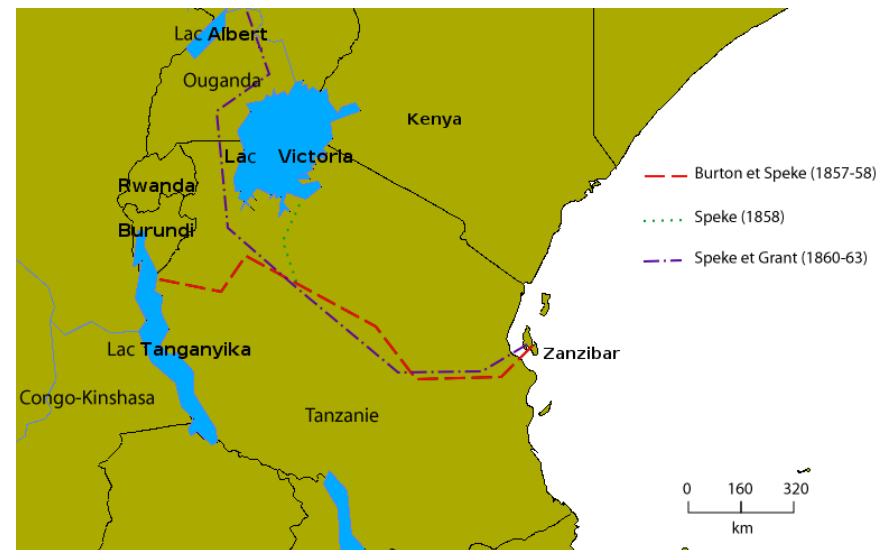 Lac Albert
Ouganda
Kenya
Lac Victoria
Rwanda
Burundi
Burton et Speke (1857-58)
Speke (1858)
Speke et Grant (1860-63)
Lac Tanganyika
Zanzibar
Congo-Kinshasa
Tanzanie
0 160 320
km